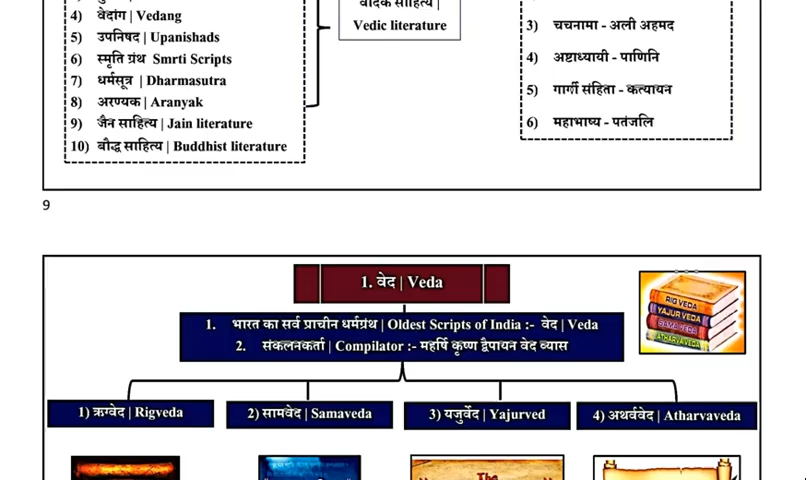 4) वेदांग | Vedang
5) उपनिषद | Upanishads
6) स्मृति ग्रंथ Smrti Scripts
7) धर्मसूत्र | Dharmasutra
8) अरण्यक | Aranyak
9) जैन साहित्य | Jain literature
10) बौद्ध साहित्य | Buddhist literature
Vedic literature
3) चचनामा - अली अहमद
4) अष्टाध्यायी - पाणिनि
5) गार्गी संहिता - कत्यायन
6) महाभाष्य - पतंजलि
9
1. वेद | Veda
1. भारत का सर्व प्राचीन धर्मग्रंथ | Oldest Scripts of India :- वेद | Veda
2. संकलनकर्ता | Compilator :- महर्षि कृष्ण द्वैपायन वेद व्यास
RIG VEDA
YAJUR VEDA
SAMA VEDA
ATHARVAVEDA
1) ऋग्वेद | Rigveda
2) सामवेद | Samaveda
3) यजुर्वेद | Yajurved
4) अथर्ववेद | Atharvaveda
The